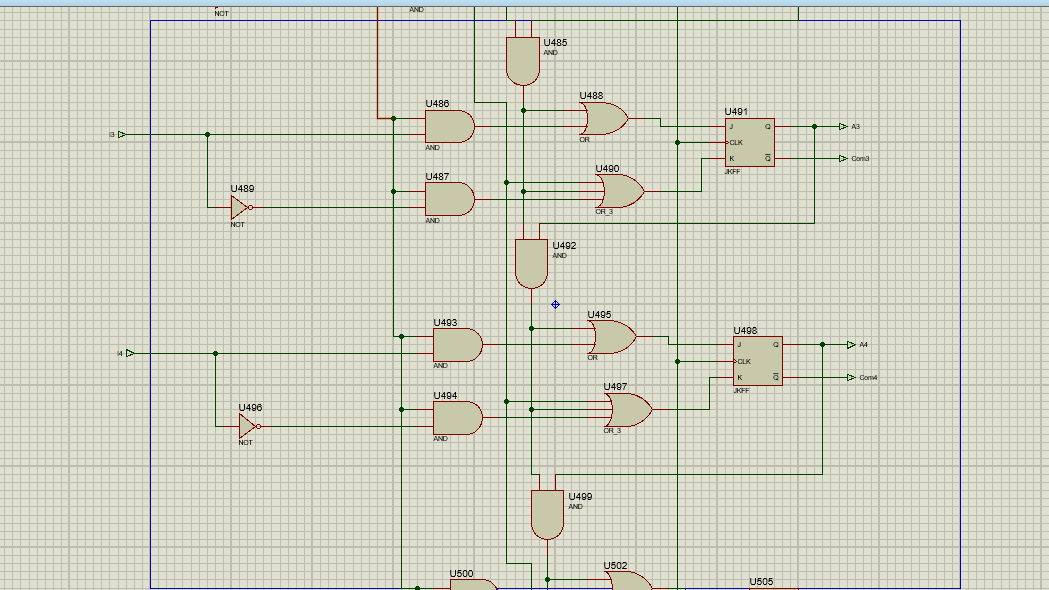 NOT
AND
U485
AND
U488
OR
U486
AND
U491
J Q
CLK
K Q
JKFF
I3
A3
Com3
U487
AND
U490
OR_3
U489
NOT
U492
AND
U493
AND
U495
OR
U498
J Q
CLK
K Q
JKFF
I4
A4
Com4
U494
AND
U497
OR_3
U496
NOT
U499
AND
U500
U502
U505